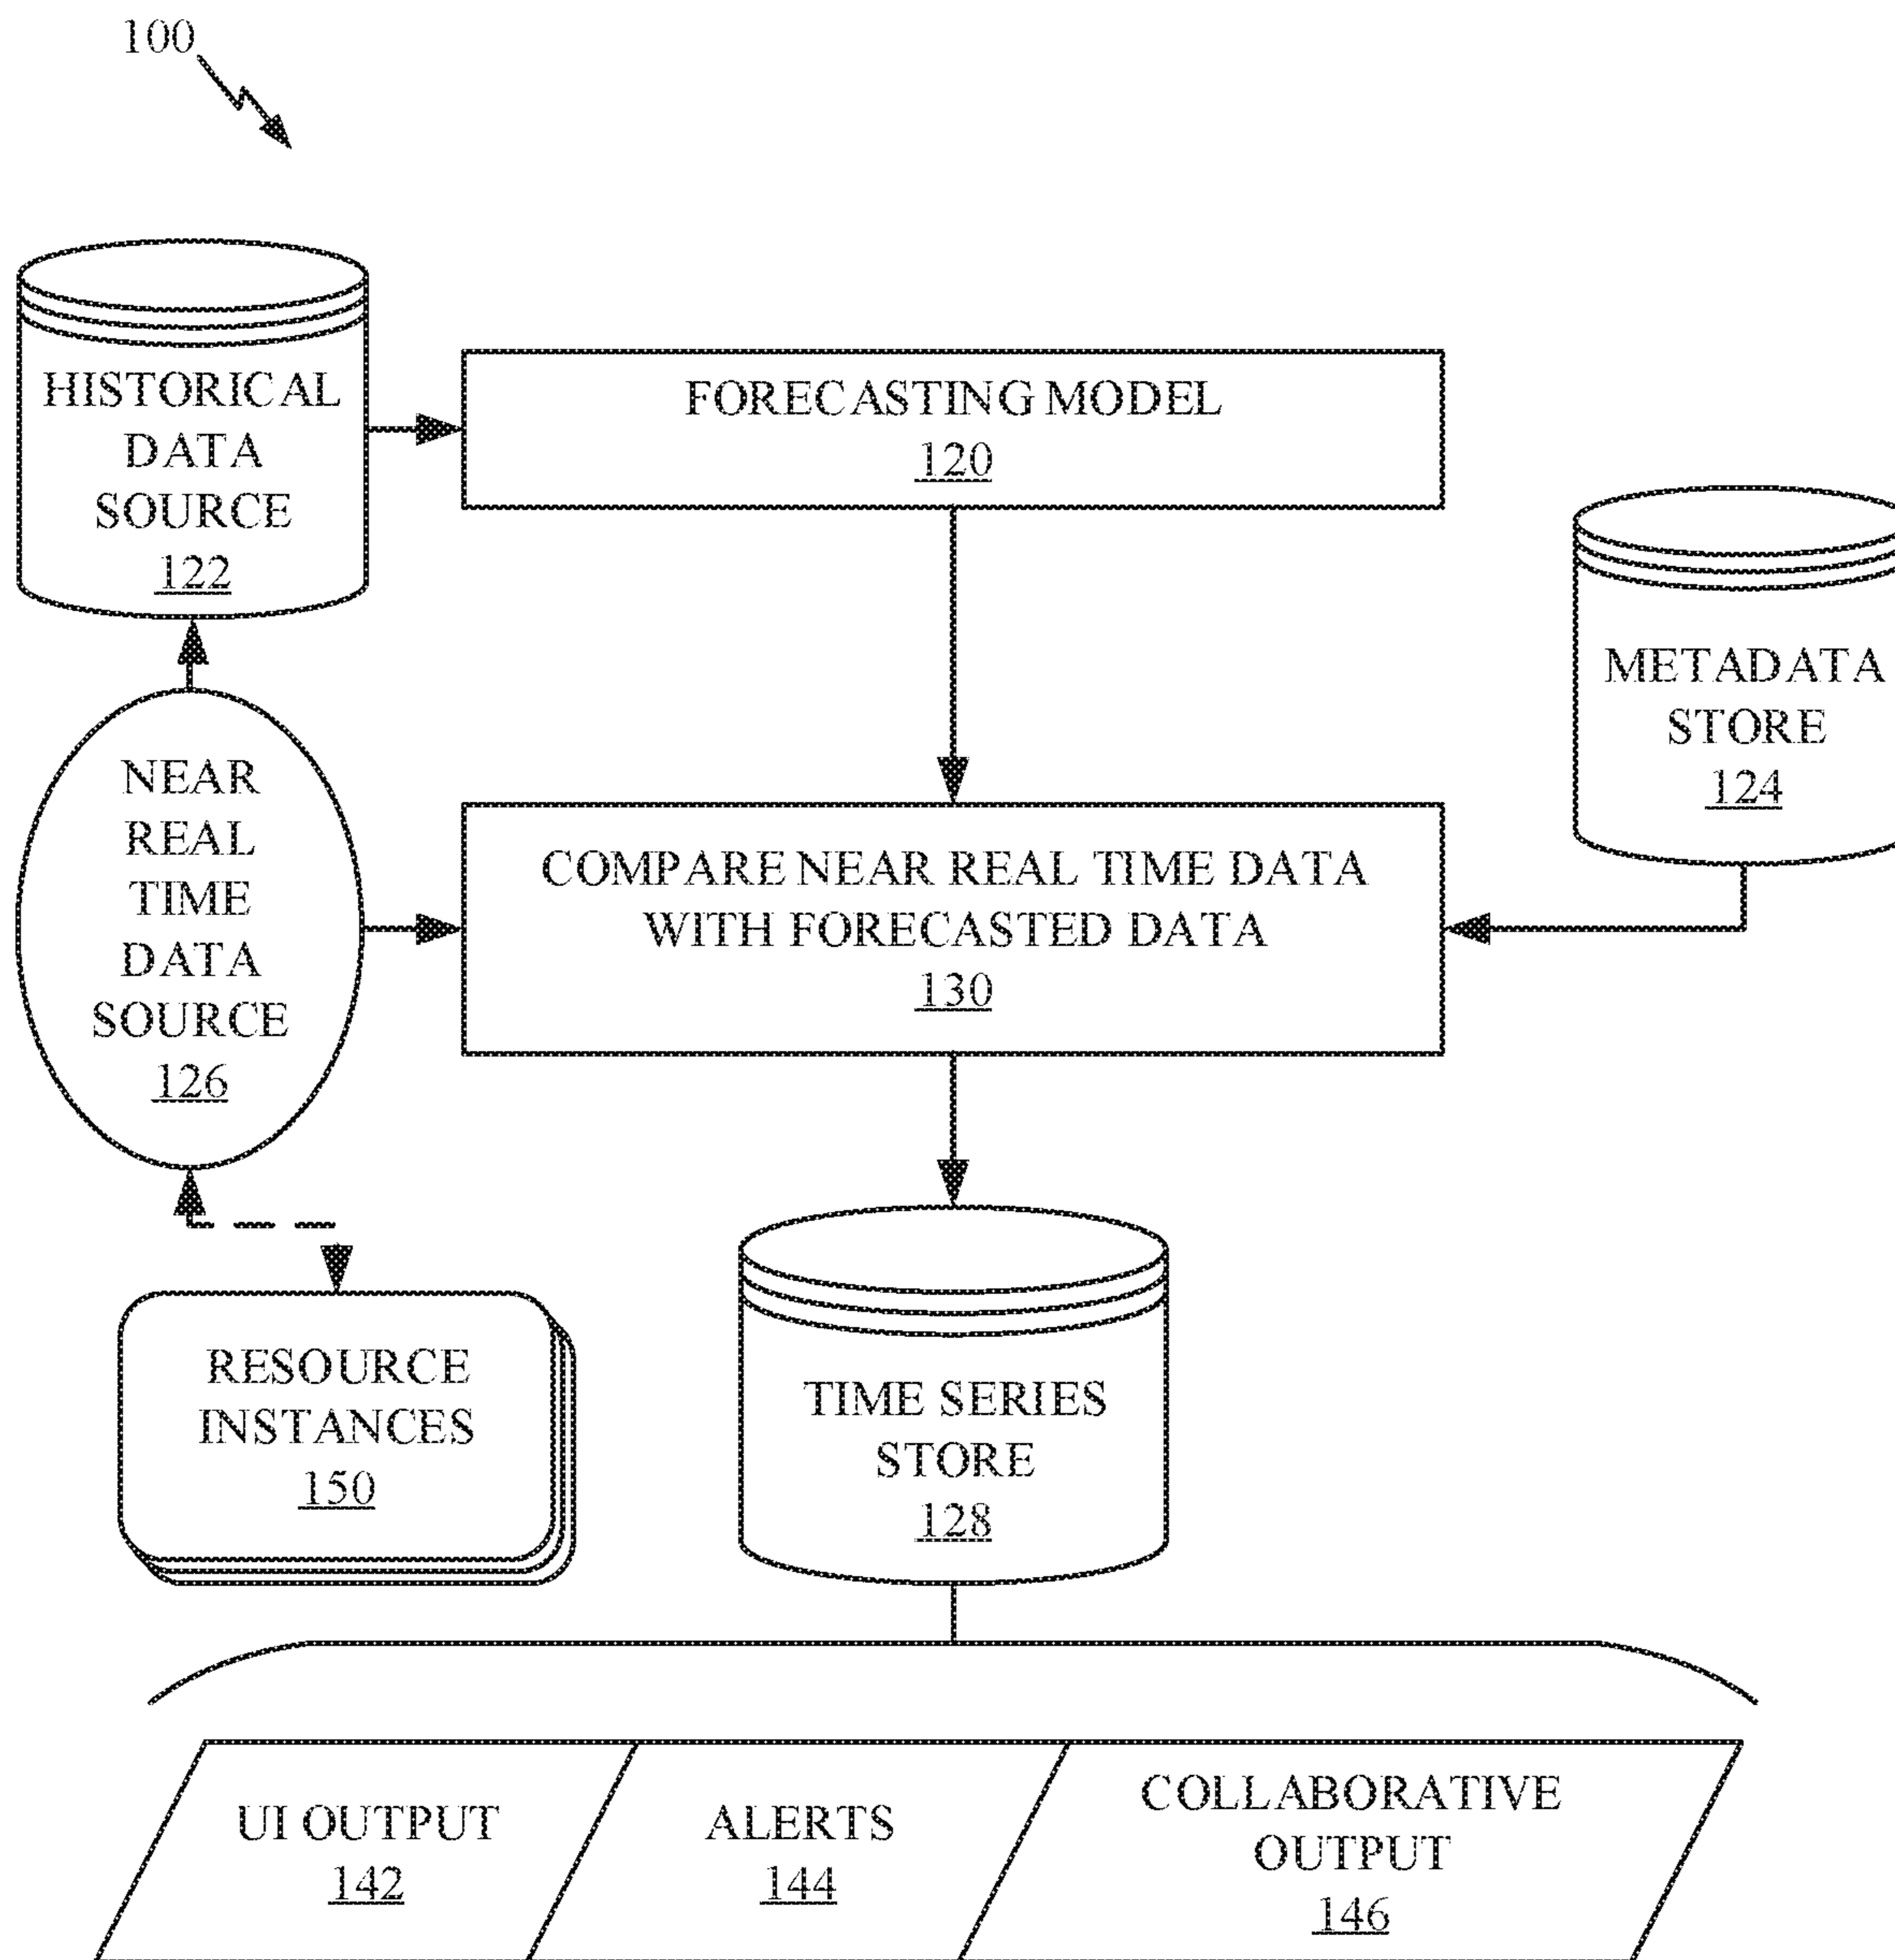 100
HISTORICAL
DATA
SOURCE
122
FORECASTING MODEL
120
METADATA
STORE
124
NEAR
REAL
TIME
DATA
SOURCE
126
COMPARE NEAR REAL TIME DATA
WITH FORECASTED DATA
130
RESOURCE
INSTANCES
150
TIME SERIES
STORE
128
UI OUTPUT
142
ALERTS
144
COLLABORATIVE
OUTPUT
146